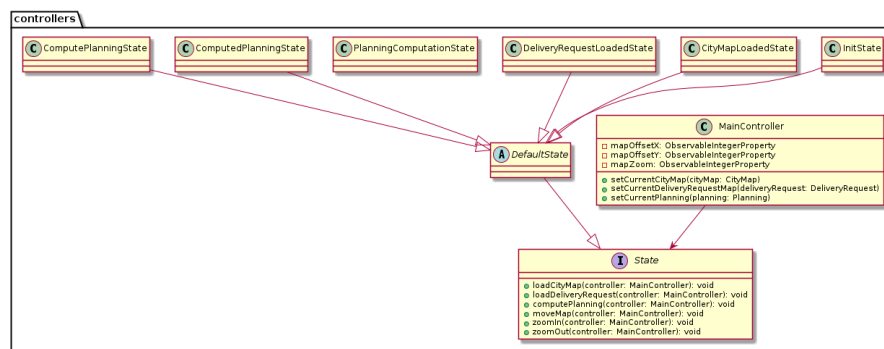 controllers
C ComputePlanningState
C ComputedPlanningState
C PlanningComputationState
C DeliveryRequestLoadedState
C CityMapLoadedState
C InitState
A DefaultState
C MainController
mapOffsetX: ObservableIntegerProperty
mapOffsetY: ObservableIntegerProperty
mapZoom: ObservableIntegerProperty
setCurrentCityMap(cityMap: CityMap)
setCurrentDeliveryRequestMap(deliveryRequest: DeliveryRequest)
setCurrentPlanning(planning: Planning)
I State
loadCityMap(controller: MainController): void
loadDeliveryRequest(controller: MainController): void
computePlanning(controller: MainController): void
moveMap(controller: MainController): void
zoomIn(controller: MainController): void
zoomOut(controller: MainController): void